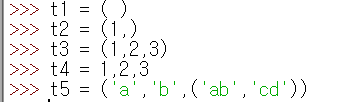 >>> t1 = ( )
>>> t2 = (1,)
>>> t3 = (1,2,3)
>>> t4 = 1,2,3
>>> t5 = ('a','b',('ab','cd'))